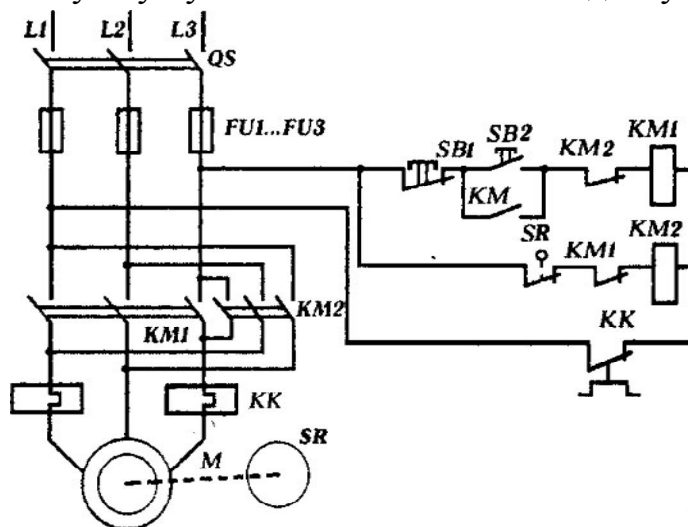 L1 L2 L3
QS
FU1...FU3
SB1 SB2 KM2 KM1
KM
SR KM1 KM2
KM1 KM2
KK
KK
M SR